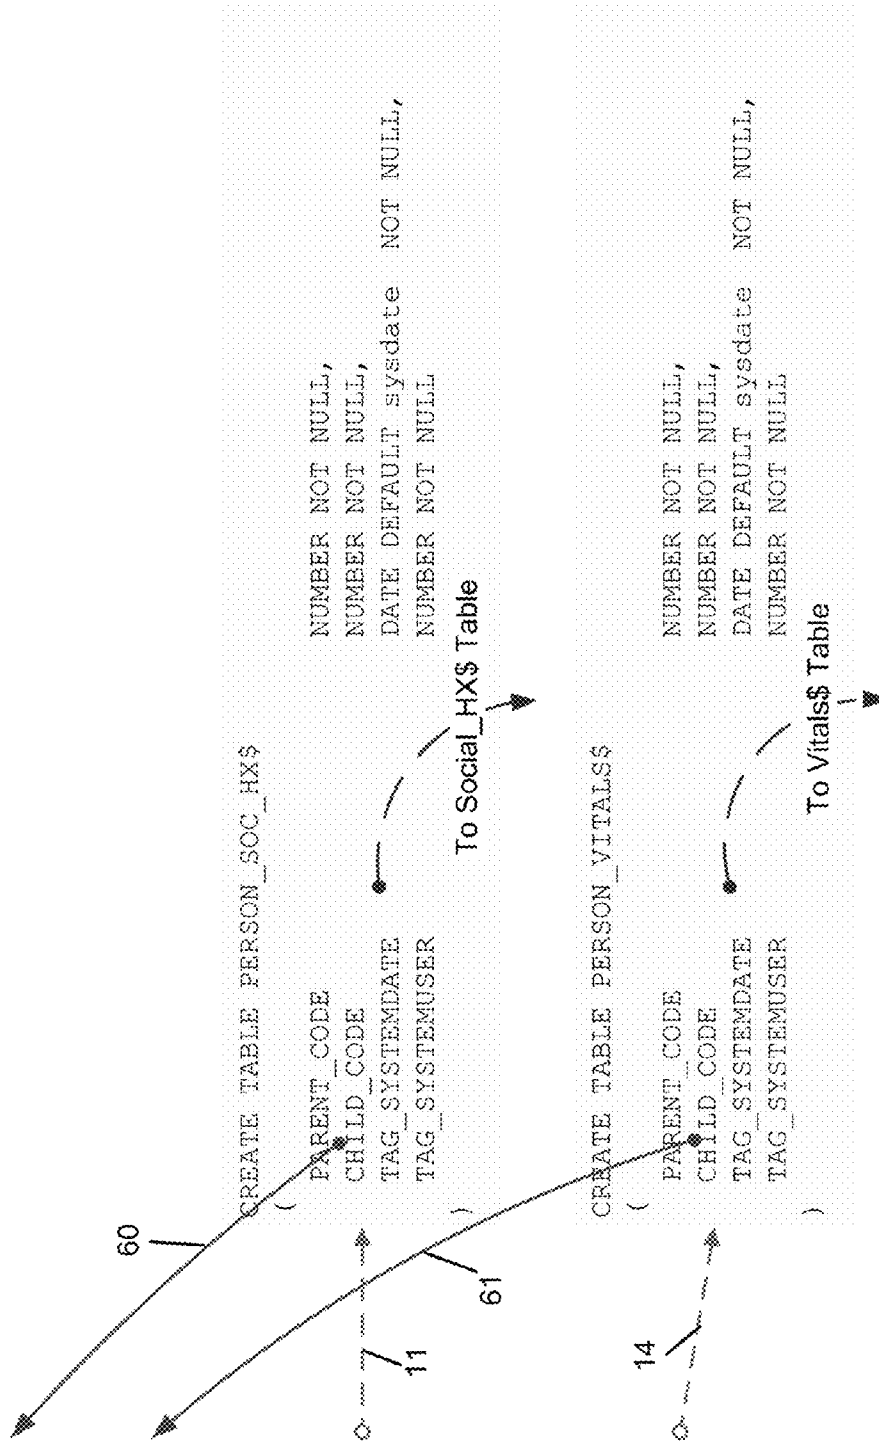 60
CREATE TABLE PERSON_SOC_HX$
(
PARENT_CODE NUMBER NOT NULL,
CHILD_CODE NUMBER NOT NULL,
TAG_SYSTEMDATE DATE DEFAULT sysdate NOT NULL,
TAG_SYSTEMUSER NUMBER NOT NULL
)
11
To Social_HX$ Table
61
CREATE TABLE PERSON_VITALS$
(
PARENT_CODE NUMBER NOT NULL,
CHILD_CODE NUMBER NOT NULL,
TAG_SYSTEMDATE DATE DEFAULT sysdate NOT NULL,
TAG_SYSTEMUSER NUMBER NOT NULL
)
14
To Vitals$ Table